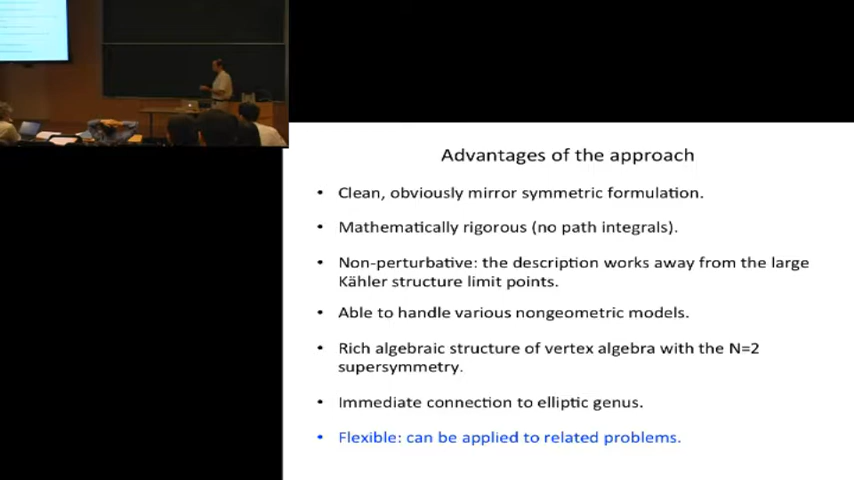 Advantages of the approach
• Clean, obviously mirror symmetric formulation.
• Mathematically rigorous (no path integrals).
• Non-perturbative: the description works away from the large
Kähler structure limit points.
• Able to handle various nongeometric models.
• Rich algebraic structure of vertex algebra with the N=2
supersymmetry.
• Immediate connection to elliptic genus.
• Flexible: can be applied to related problems.